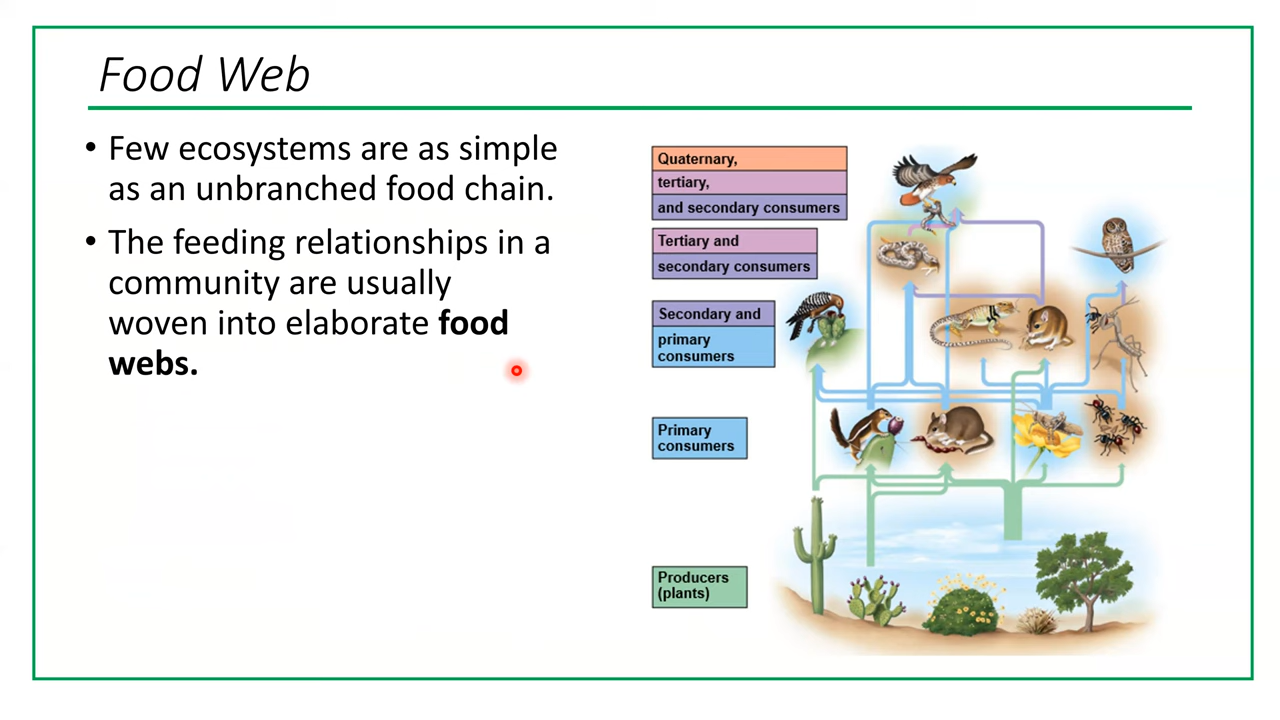 Food Web
• Few ecosystems are as simple
as an unbranched food chain.
• The feeding relationships in a
community are usually
woven into elaborate food
webs.
Quaternary,
tertiary,
and secondary consumers
Tertiary and
secondary consumers
Secondary and
primary
consumers
Primary
consumers
Producers
(plants)